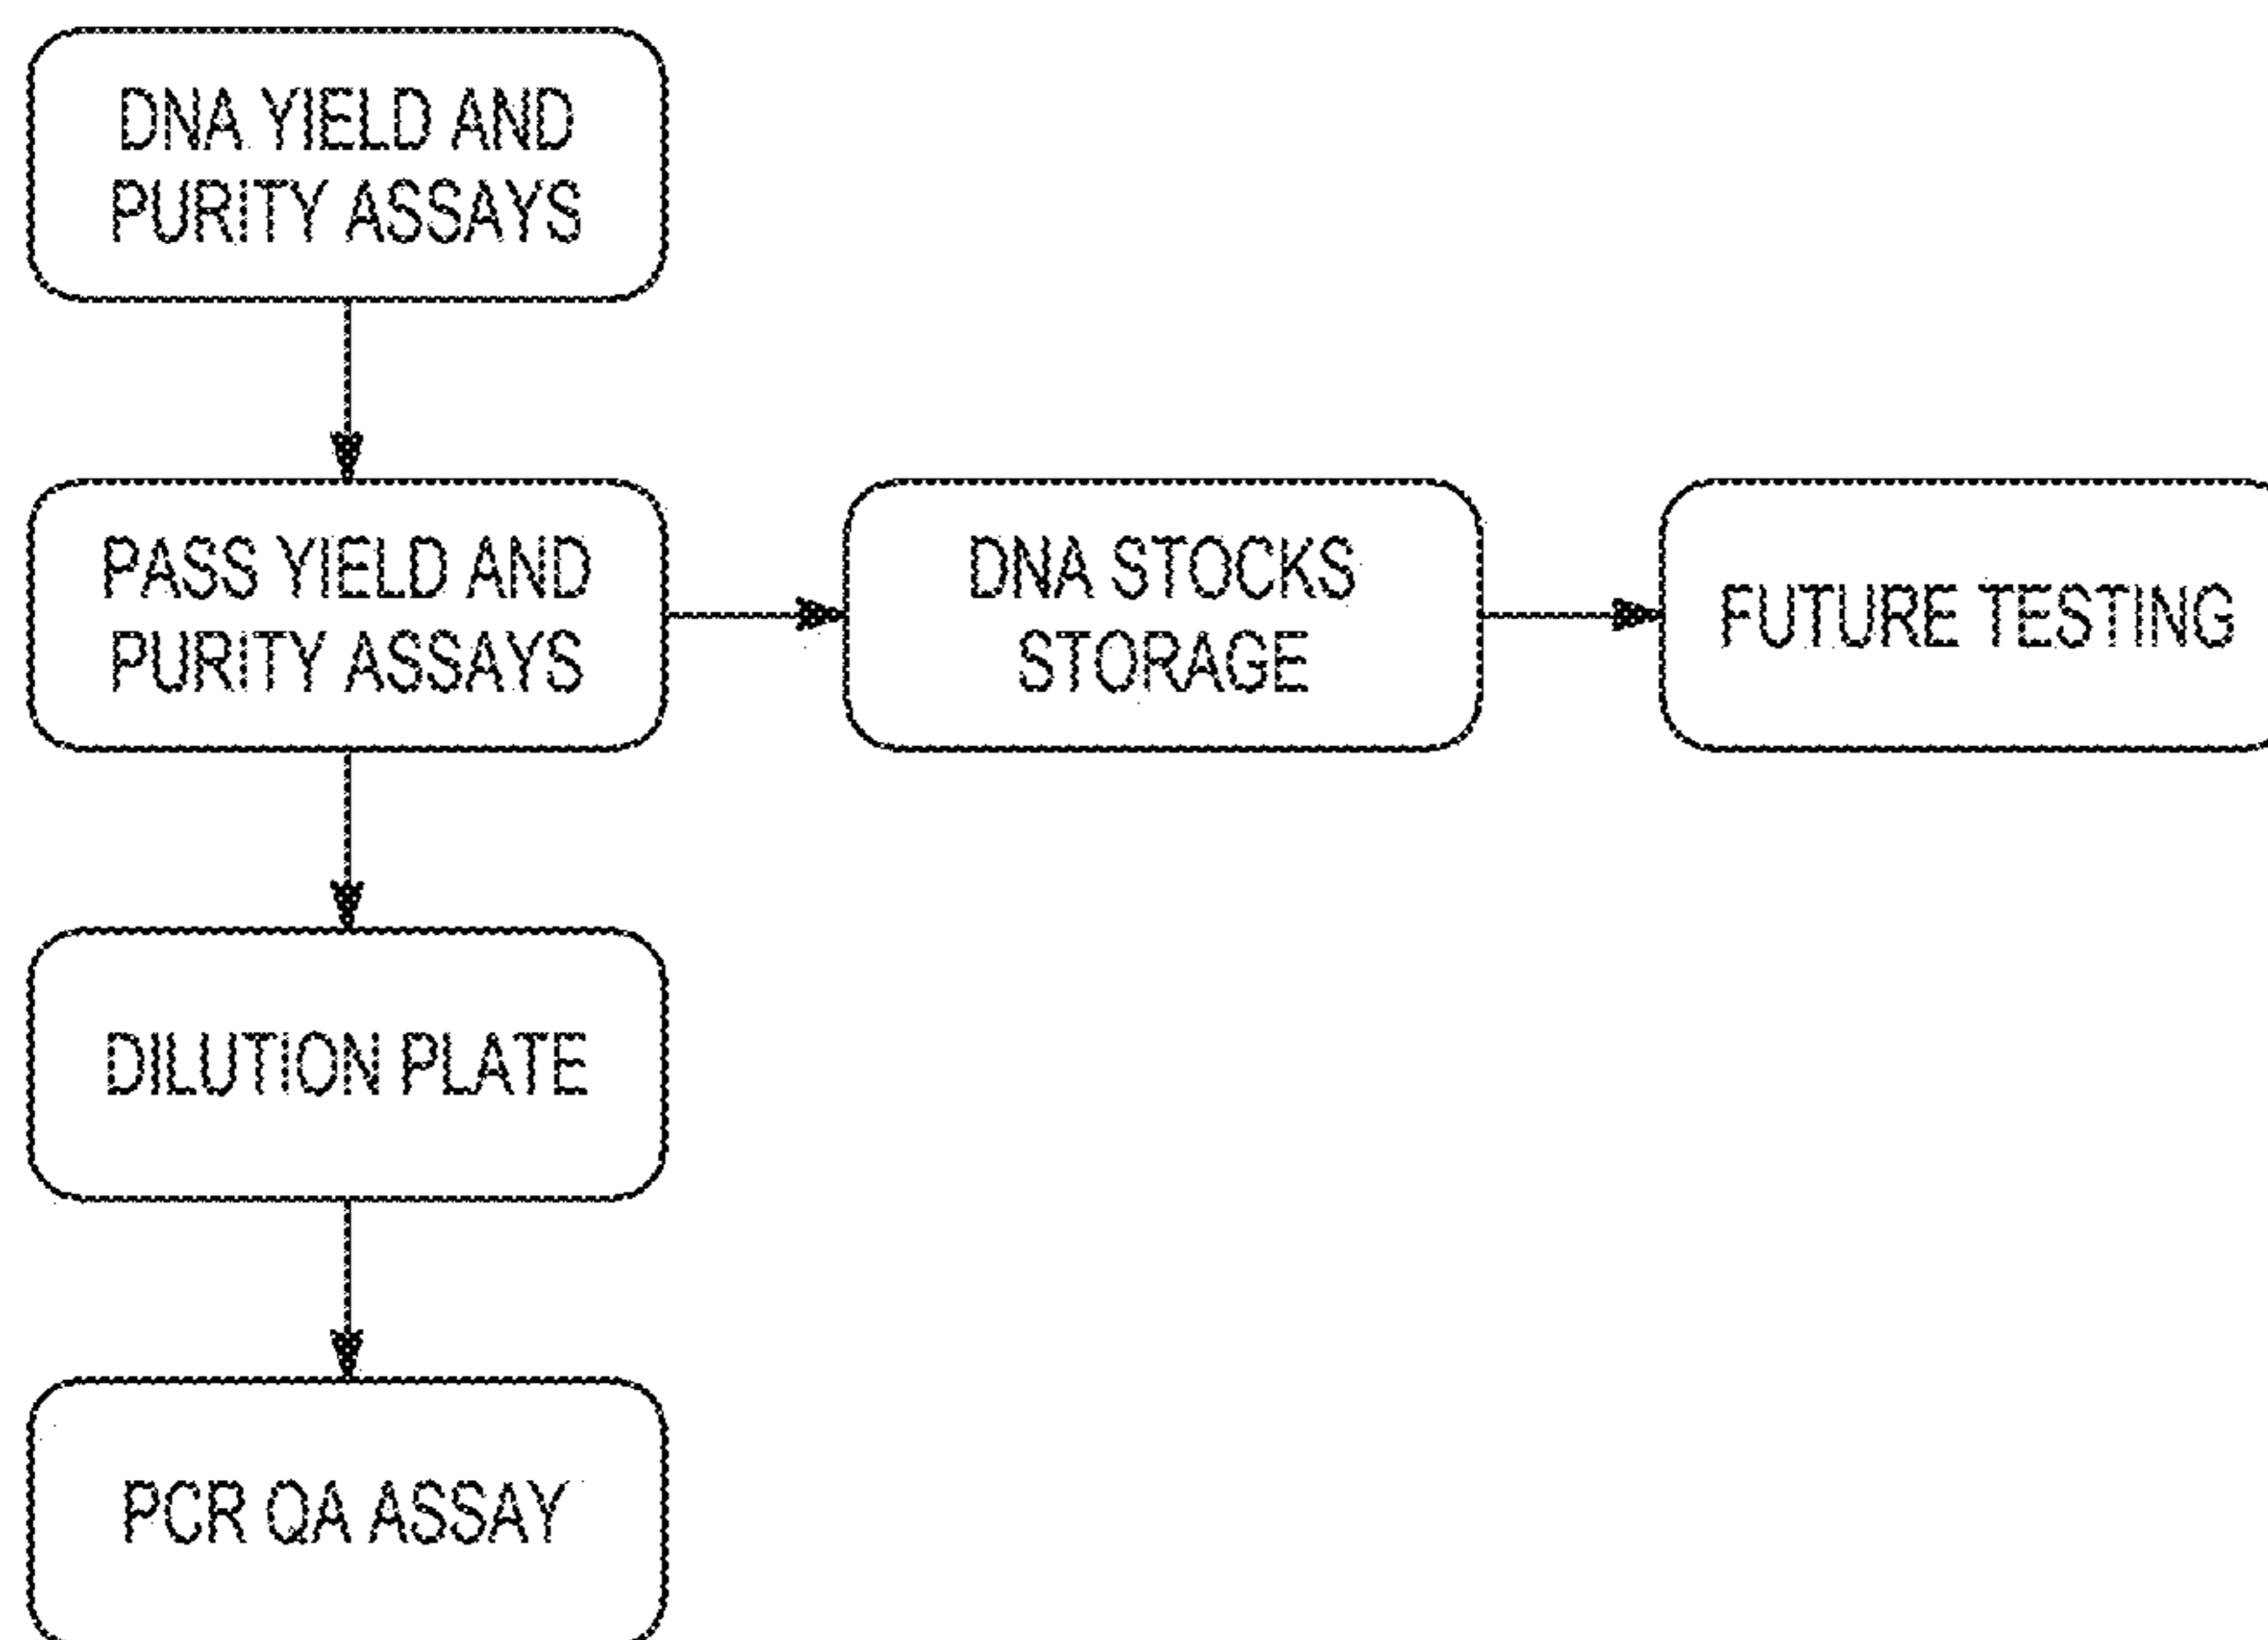 DNA YIELD AND
PURITY ASSAYS
PASS YIELD AND
PURITY ASSAYS
DNA STOCKS
STORAGE
FUTURE TESTING
DILUTION PLATE
PCR QA ASSAY